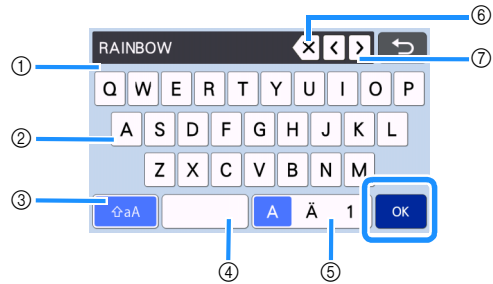 ⑥
RAINBOW
⑦
①
Q W E R T Y U I O P
②
A S D F G H J K L
Z X C V B N M
③
⇧aA
A Ä 1
OK
④
⑤